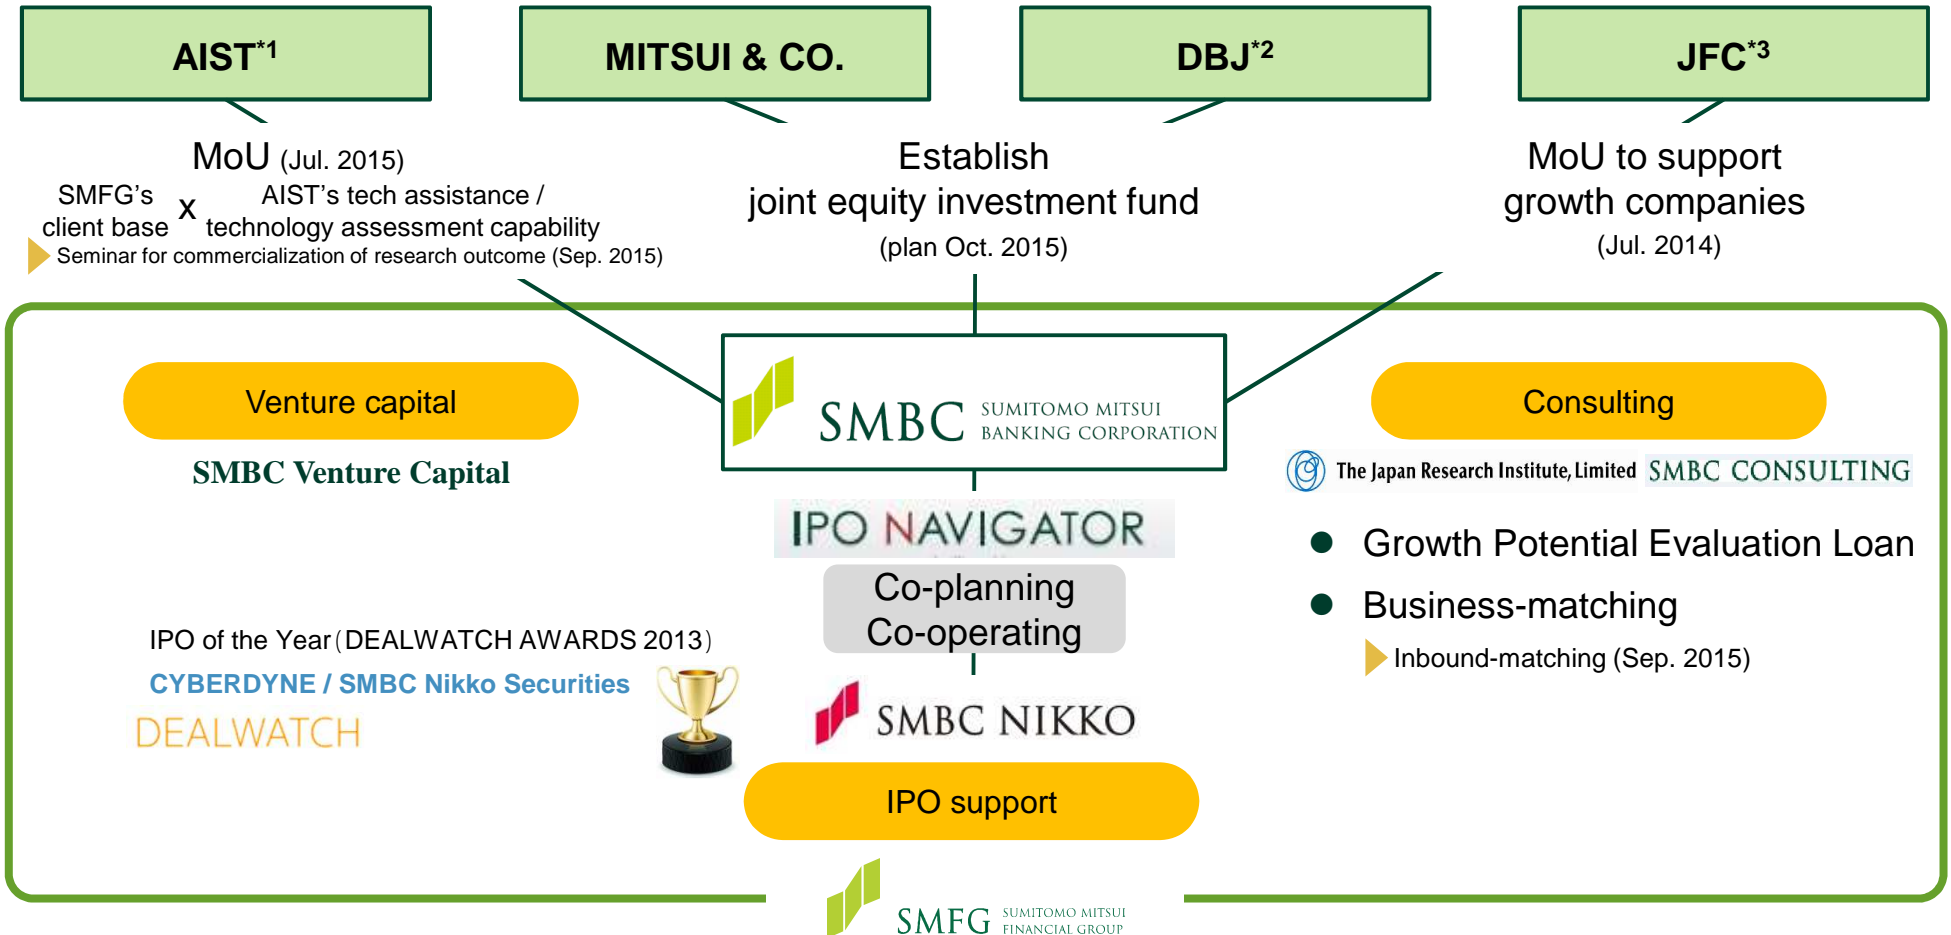 AIST*1
MITSUI & CO.
DBJ*2
JFC*3
MoU (Jul. 2015)
SMFG's
client base
x
AIST's tech assistance /
technology assessment capability
Seminar for commercialization of research outcome (Sep. 2015)
Establish
joint equity investment fund
(plan Oct. 2015)
MoU to support
growth companies
(Jul. 2014)
Venture capital
SMBC Venture Capital
SMBC SUMITOMO MITSUI
BANKING CORPORATION
Consulting
The Japan Research Institute, Limited
SMBC CONSULTING
IPO NAVIGATOR
Co-planning
Co-operating
● Growth Potential Evaluation Loan
● Business-matching
Inbound-matching (Sep. 2015)
IPO of the Year (DEALWATCH AWARDS 2013)
CYBERDYNE / SMBC Nikko Securities
DEALWATCH
SMBC NIKKO
IPO support
SMFG SUMITOMO MITSUI
FINANCIAL GROUP